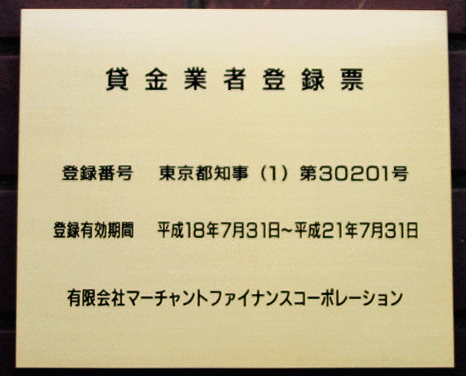 貸金業者登録票
登録番号 東京都知事（1）第30201号
登録有効期間 平成18年7月31日〜平成21年7月31日
有限会社マーチャントファイナンスコーポレーション